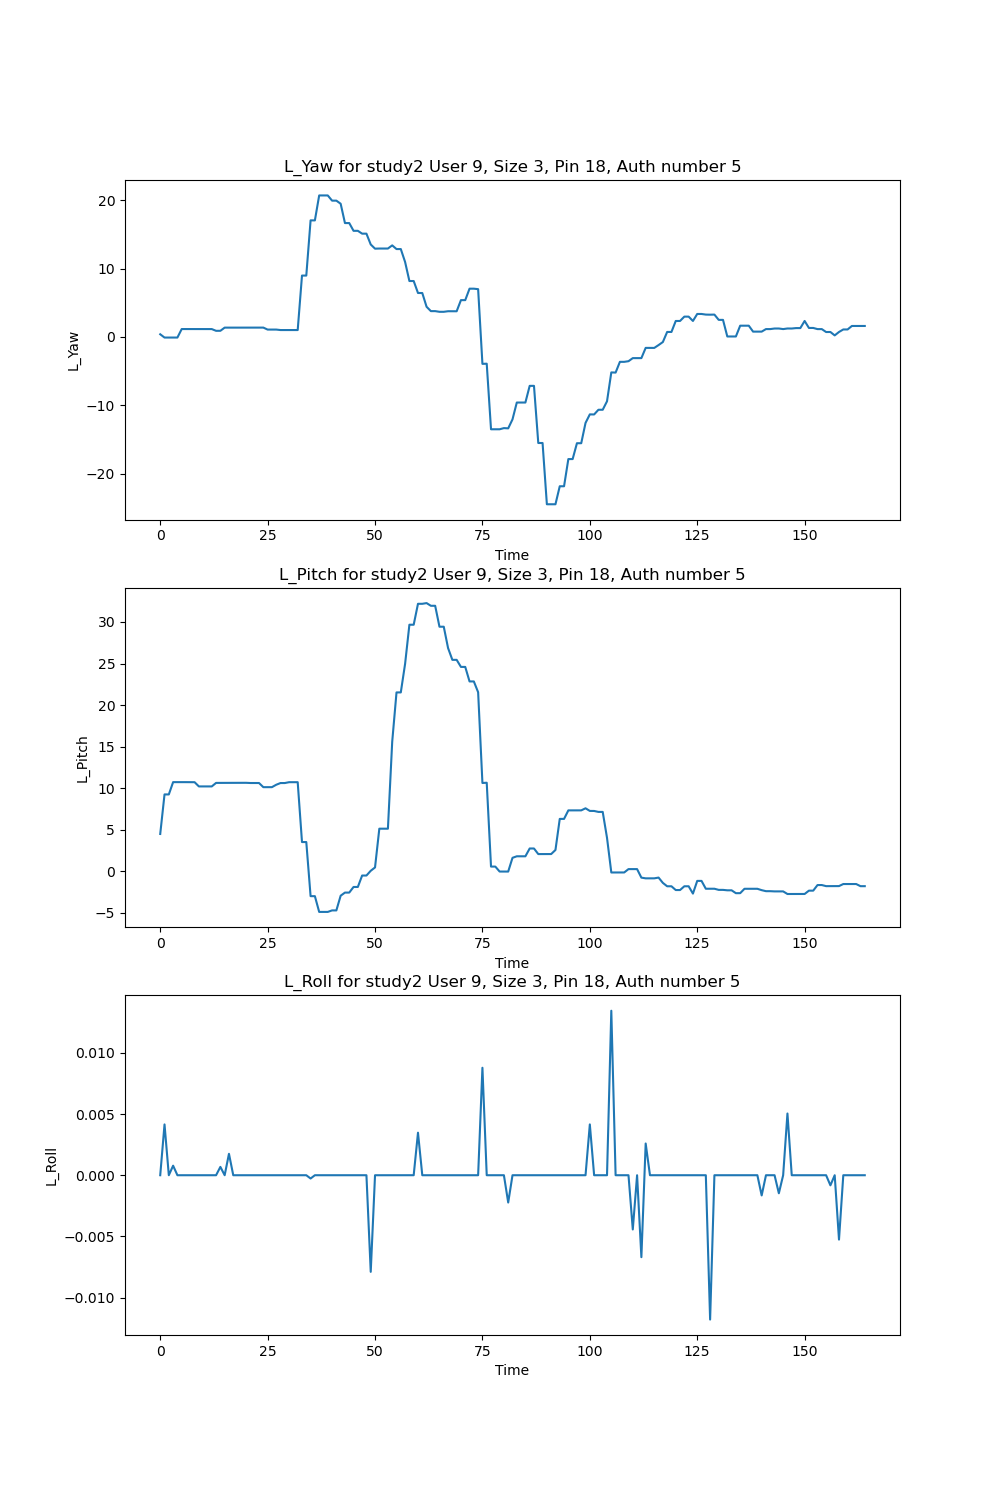 L_Yaw for study2 User 9, Size 3, Pin 18, Auth number 5
20
10
0
−10
−20
L_Yaw
0 25 50 75 100 125 150
Time
L_Pitch for study2 User 9, Size 3, Pin 18, Auth number 5
30
25
20
15
10
5
0
−5
L_Pitch
0 25 50 75 100 125 150
Time
L_Roll for study2 User 9, Size 3, Pin 18, Auth number 5
0.010
0.005
0.000
−0.005
−0.010
L_Roll
0 25 50 75 100 125 150
Time